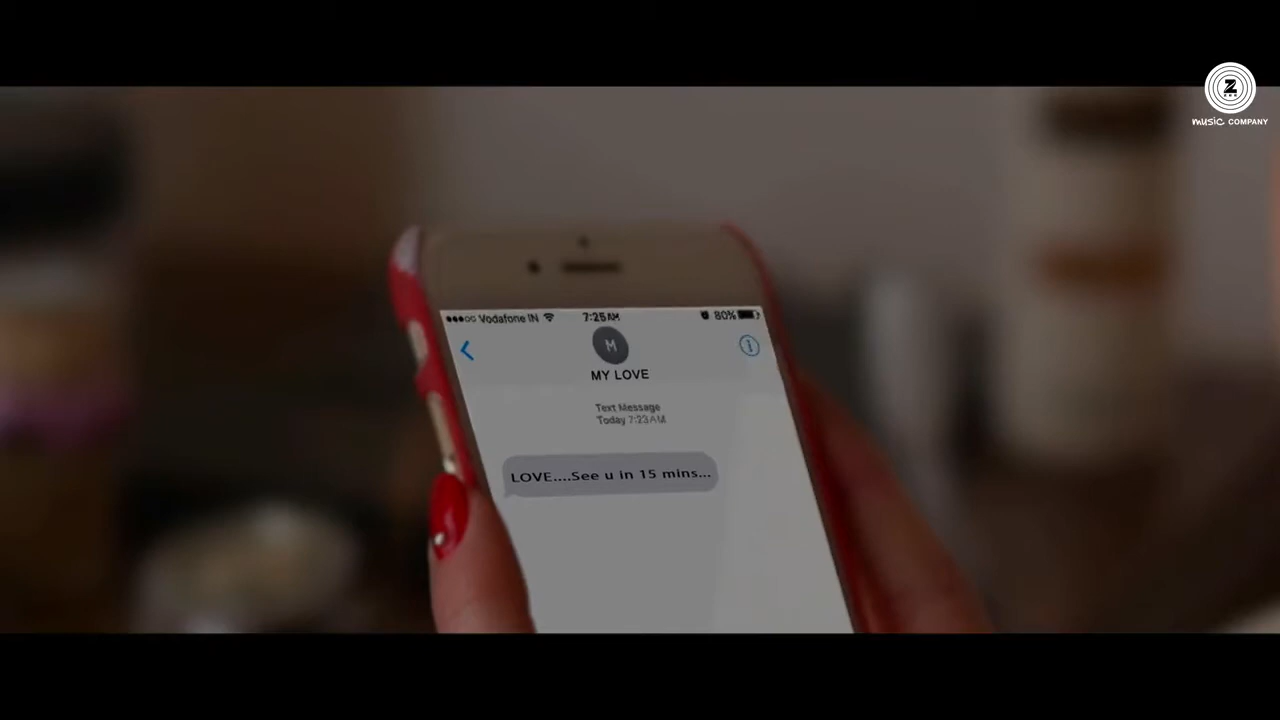 Z
music COMPANY
Vodafone IN 7:25 AM 80%
M
MY LOVE
Text Message
Today 7:23 AM
LOVE....See u in 15 mins...